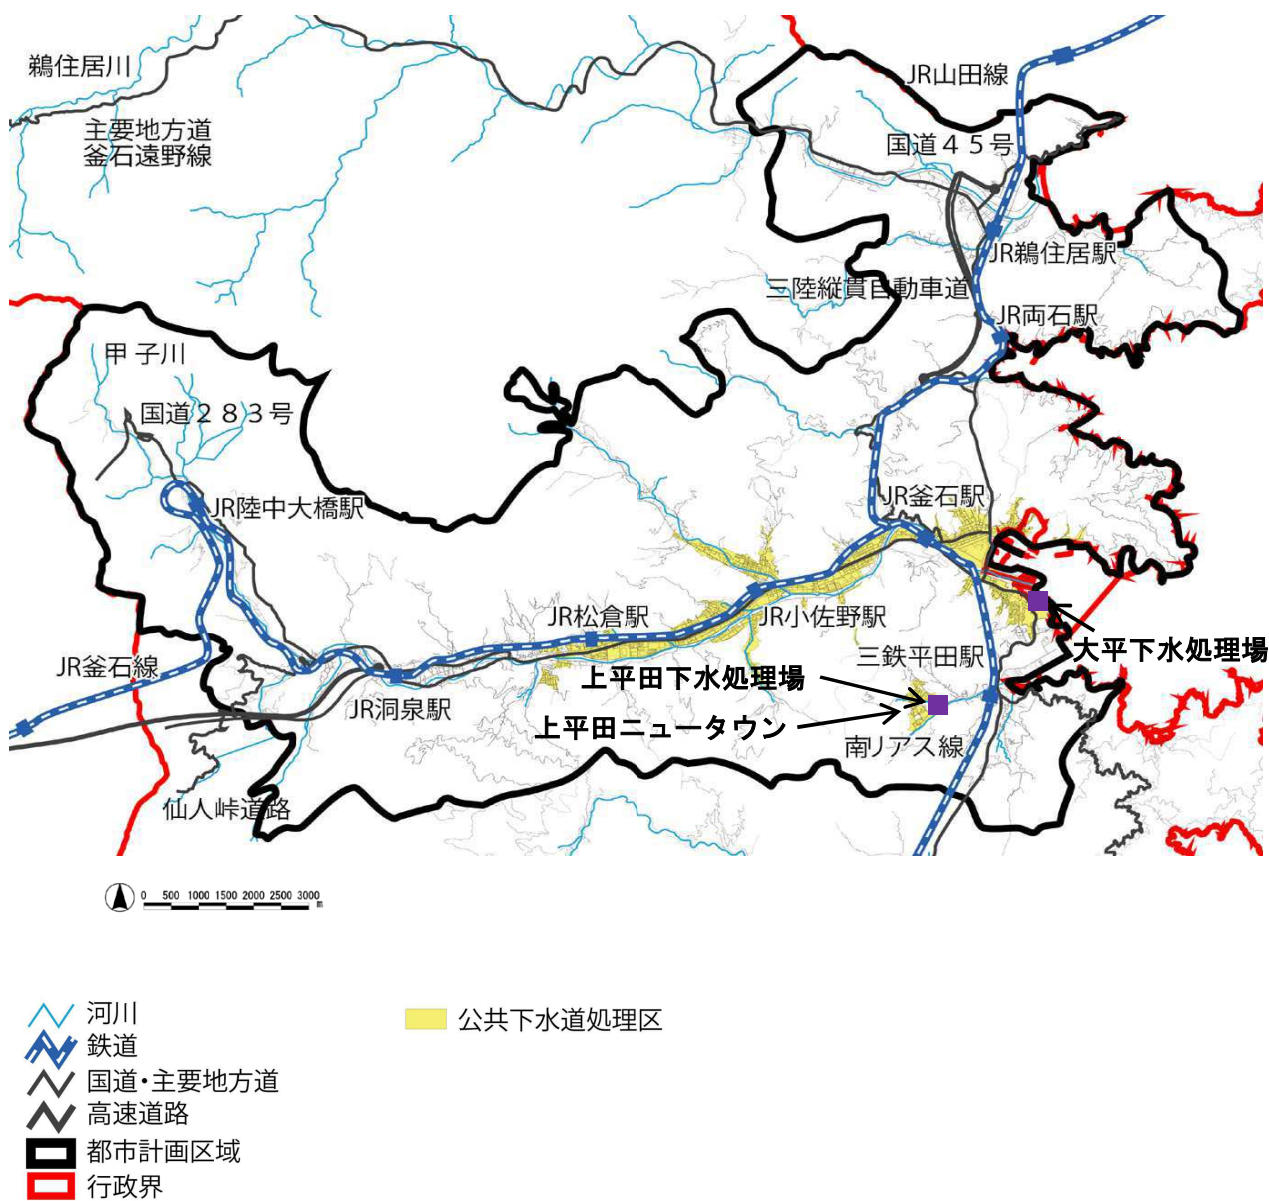 鵜住居川
JR山田線
主要地方道
釜石遠野線
国道４５号
JR鵜住居駅
三陸縦貫自動車道
JR両石駅
甲子川
国道２８３号
JR釜石駅
JR陸中大橋駅
JR松倉駅
JR小佐野駅
三鉄平田駅
大平下水処理場
JR釜石線
上平田下水処理場
JR洞泉駅
上平田ニュータウン
南リアス線
仙人峠道路
0 500 1000 1500 2000 2500 3000
m
河川
公共下水道処理区
鉄道
国道・主要地方道
高速道路
都市計画区域
行政界